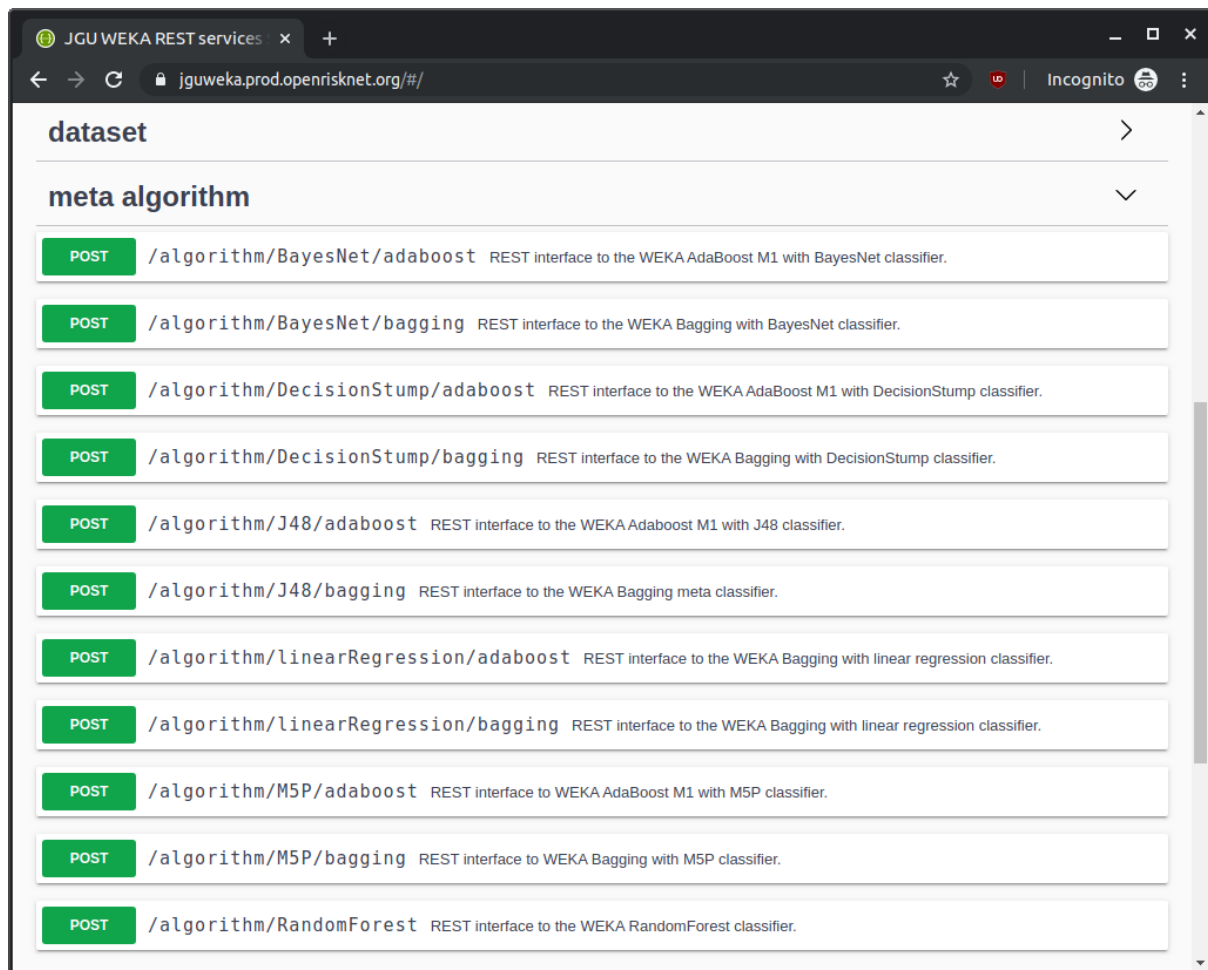 JGU WEKA REST services
jguweka.prod.openrisknet.org/#/ Incognito
dataset
meta algorithm
POST /algorithm/BayesNet/adaboost REST interface to the WEKA AdaBoost M1 with BayesNet classifier.
POST /algorithm/BayesNet/bagging REST interface to the WEKA Bagging with BayesNet classifier.
POST /algorithm/DecisionStump/adaboost REST interface to the WEKA AdaBoost M1 with DecisionStump classifier.
POST /algorithm/DecisionStump/bagging REST interface to the WEKA Bagging with DecisionStump classifier.
POST /algorithm/J48/adaboost REST interface to the WEKA Adaboost M1 with J48 classifier.
POST /algorithm/J48/bagging REST interface to the WEKA Bagging meta classifier.
POST /algorithm/linearRegression/adaboost REST interface to the WEKA Bagging with linear regression classifier.
POST /algorithm/linearRegression/bagging REST interface to the WEKA Bagging with linear regression classifier.
POST /algorithm/M5P/adaboost REST interface to WEKA AdaBoost M1 with M5P classifier.
POST /algorithm/M5P/bagging REST interface to WEKA Bagging with M5P classifier.
POST /algorithm/RandomForest REST interface to the WEKA RandomForest classifier.